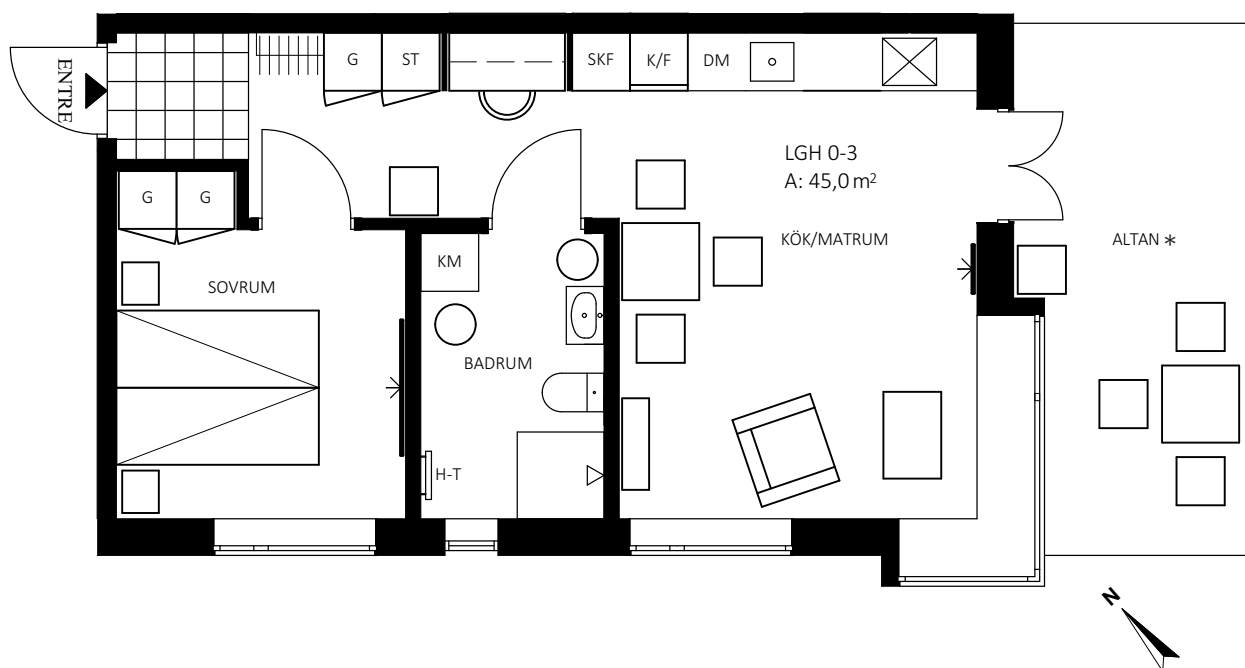 ENTRE
G
ST
SKF
K/F
DM
LGH 0-3
A: 45,0 m²
G
G
KM
KÖK/MATRUM
ALTAN *
SOVRUM
BADRUM
H-T
N